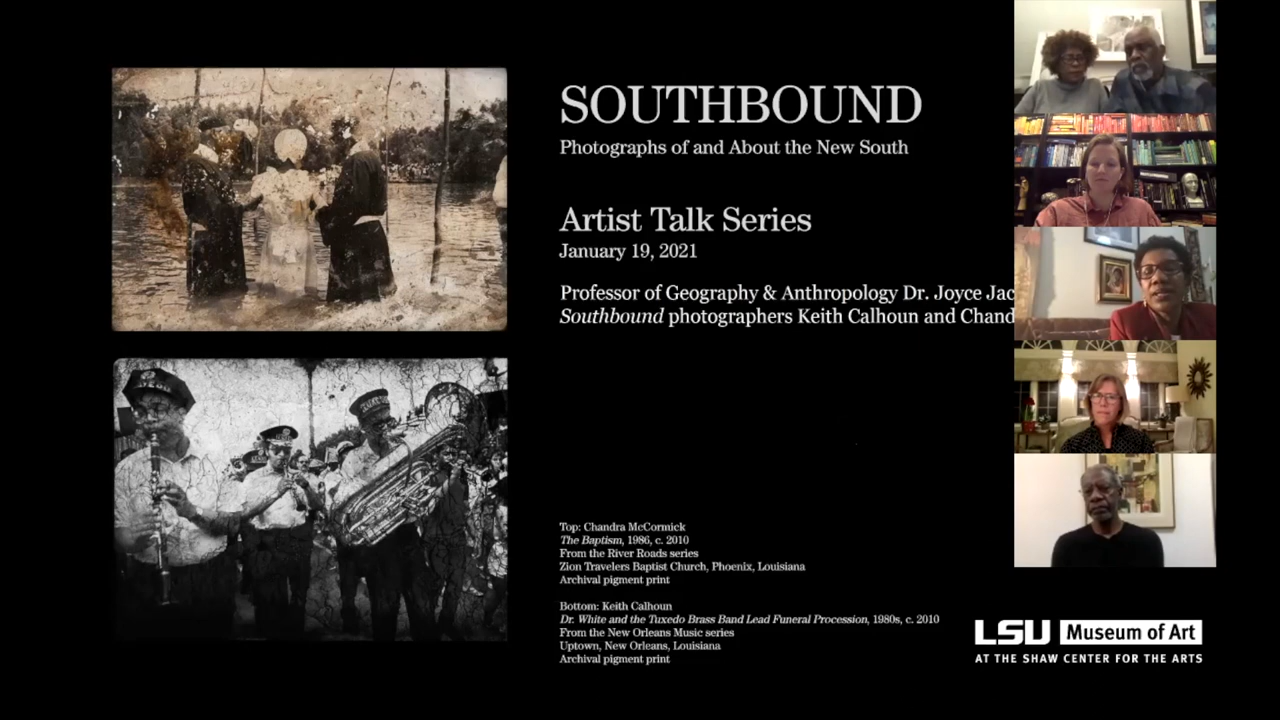 SOUTHBOUND
Photographs of and About the New South
Artist Talk Series
January 19, 2021
Professor of Geography & Anthropology Dr. Joyce Jac
Southbound photographers Keith Calhoun and Chand
Top: Chandra McCormick
The Baptism, 1986, c. 2010
From the River Roads series
Zion Travelers Baptist Church, Phoenix, Louisiana
Archival pigment print
Bottom: Keith Calhoun
Dr. White and the Tuxedo Brass Band Lead Funeral Procession, 1980s, c. 2010
From the New Orleans Music series
Uptown, New Orleans, Louisiana
Archival pigment print
LSU Museum of Art
AT THE SHAW CENTER FOR THE ARTS